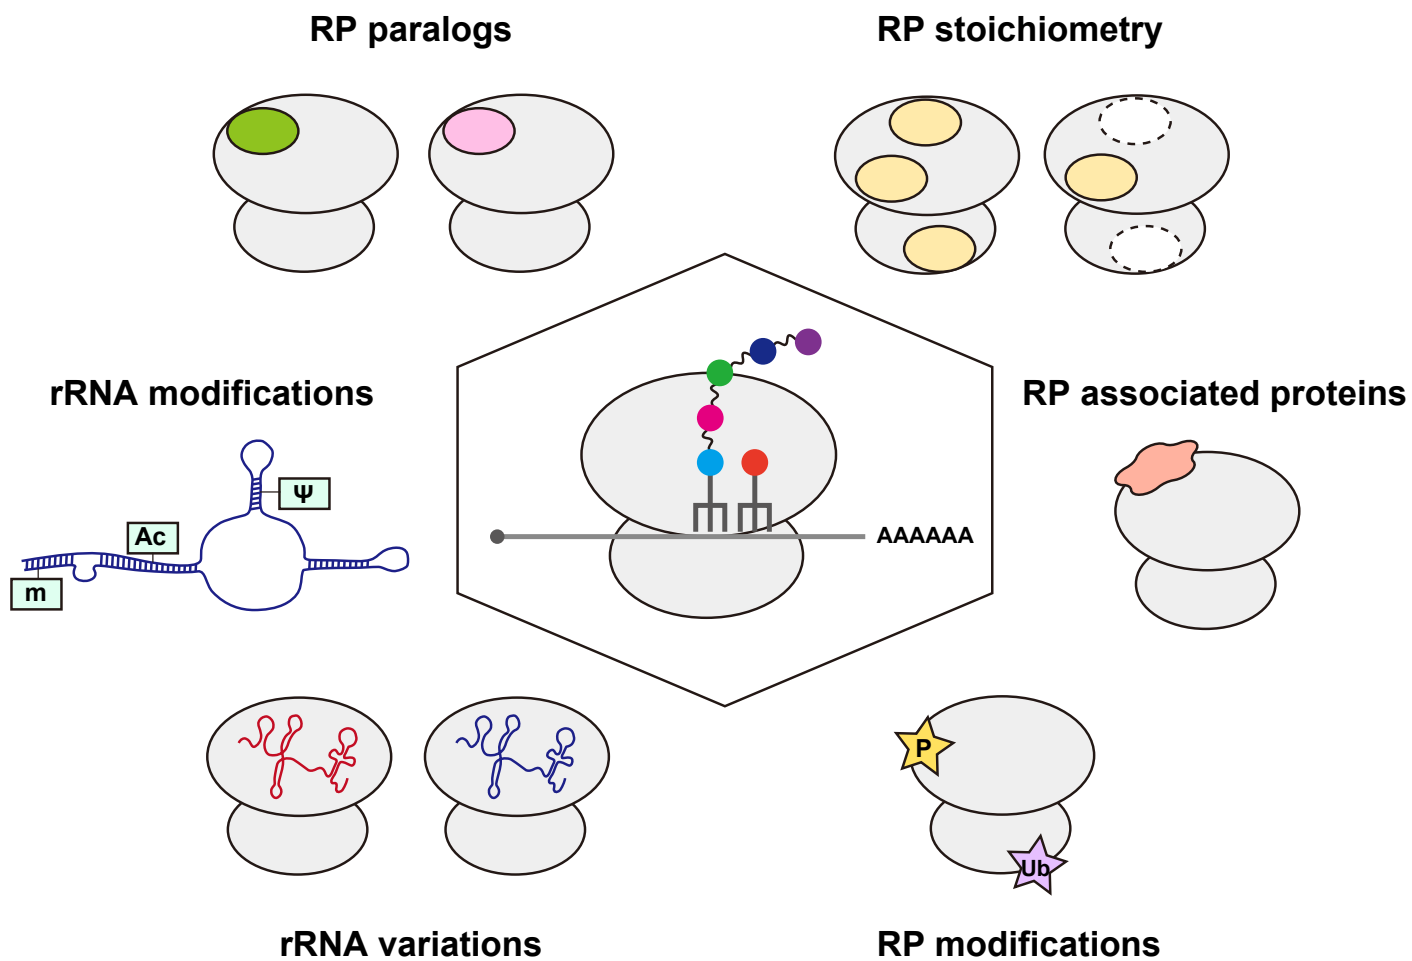 RP paralogs
RP stoichiometry
rRNA modifications
RP associated proteins
Ψ
Ac
m
AAAAAA
P
Ub
rRNA variations
RP modifications